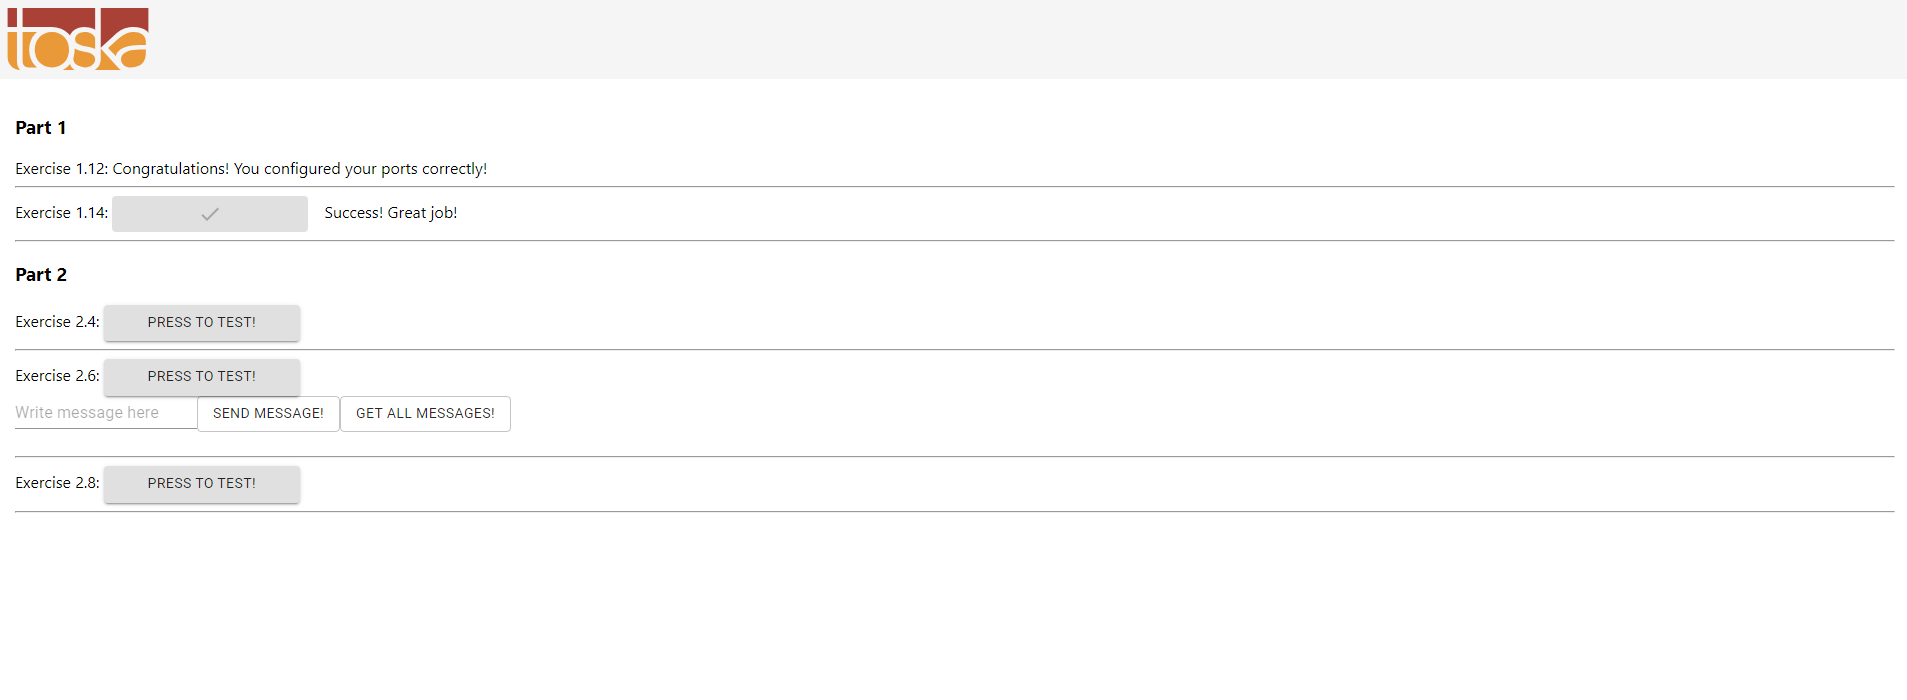 toska
Part 1
Exercise 1.12: Congratulations! You configured your ports correctly!
Exercise 1.14: Success! Great job!
Part 2
Exercise 2.4: PRESS TO TEST!
Exercise 2.6: PRESS TO TEST!
Write message here SEND MESSAGE! GET ALL MESSAGES!
Exercise 2.8: PRESS TO TEST!